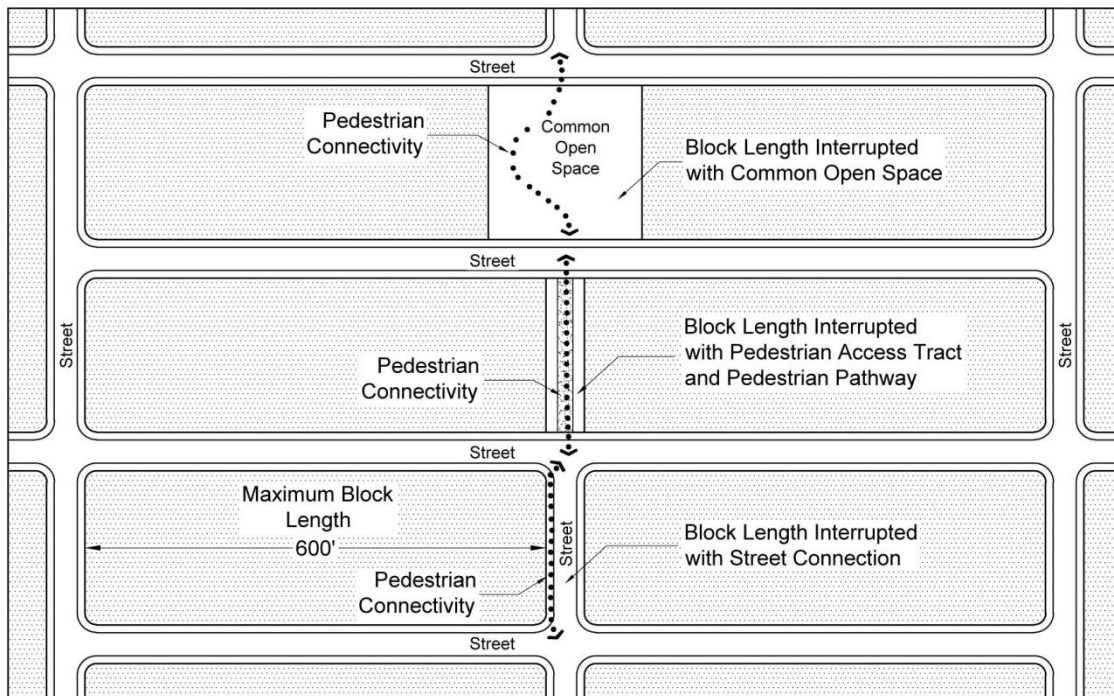 Street
Pedestrian
Connectivity
Common
Open
Space
Block Length Interrupted
with Common Open Space
Street
Street
Street
Pedestrian
Connectivity
Block Length Interrupted
with Pedestrian Access Tract
and Pedestrian Pathway
Street
Maximum Block
Length
600'
Street
Pedestrian
Connectivity
Block Length Interrupted
with Street Connection
Street